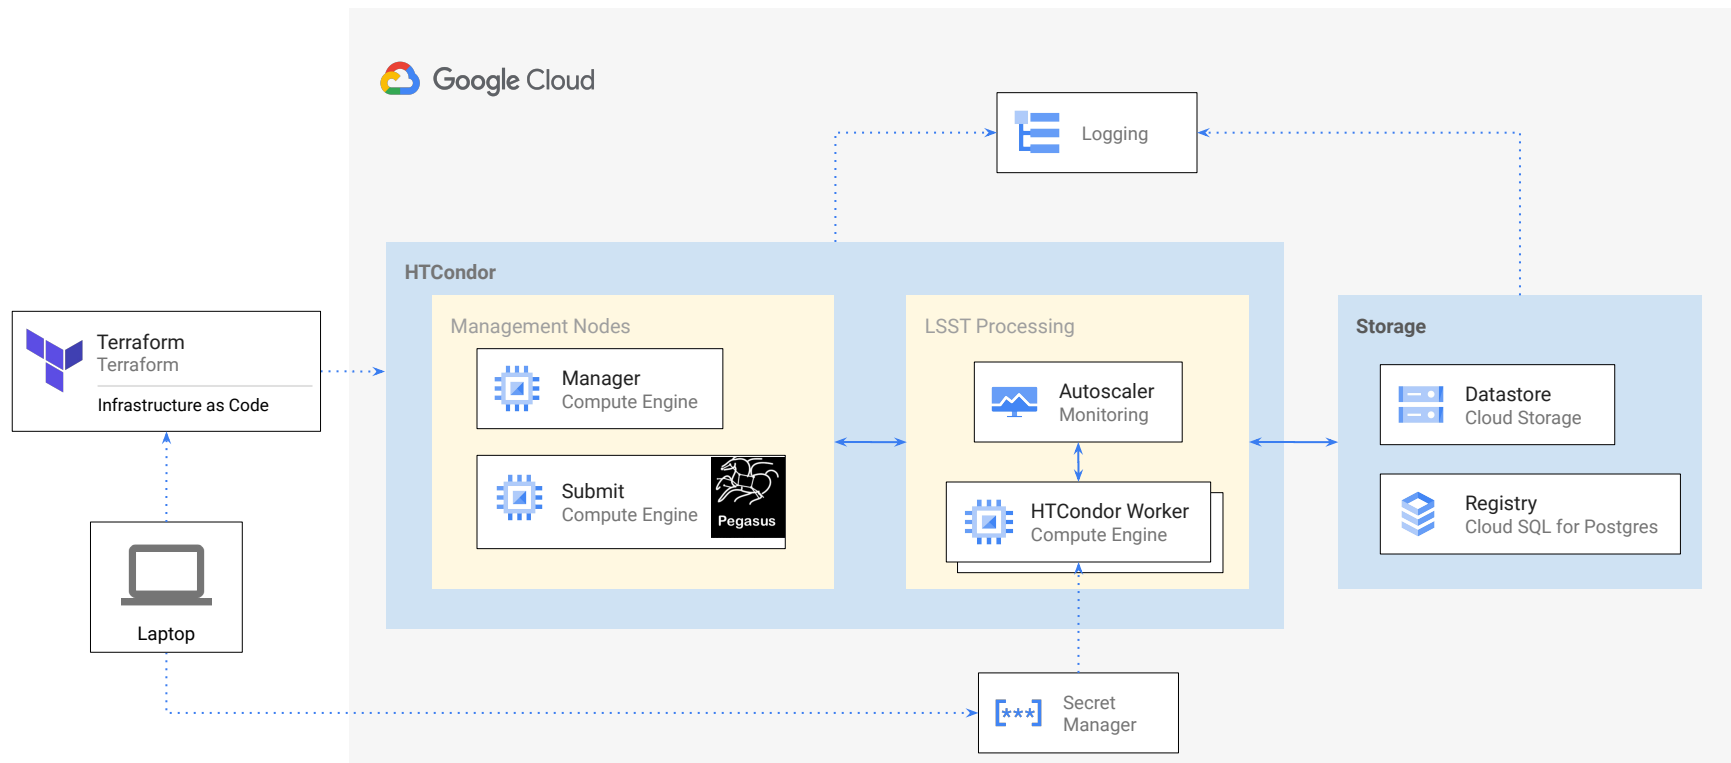 Google Cloud
Logging
HTCondor
Management Nodes
Manager
Compute Engine
Submit
Compute Engine
Pegasus
LSST Processing
Autoscaler
Monitoring
HTCondor Worker
Compute Engine
Storage
Datastore
Cloud Storage
Registry
Cloud SQL for Postgres
Terraform
Terraform
Infrastructure as Code
Laptop
[***]
Secret
Manager